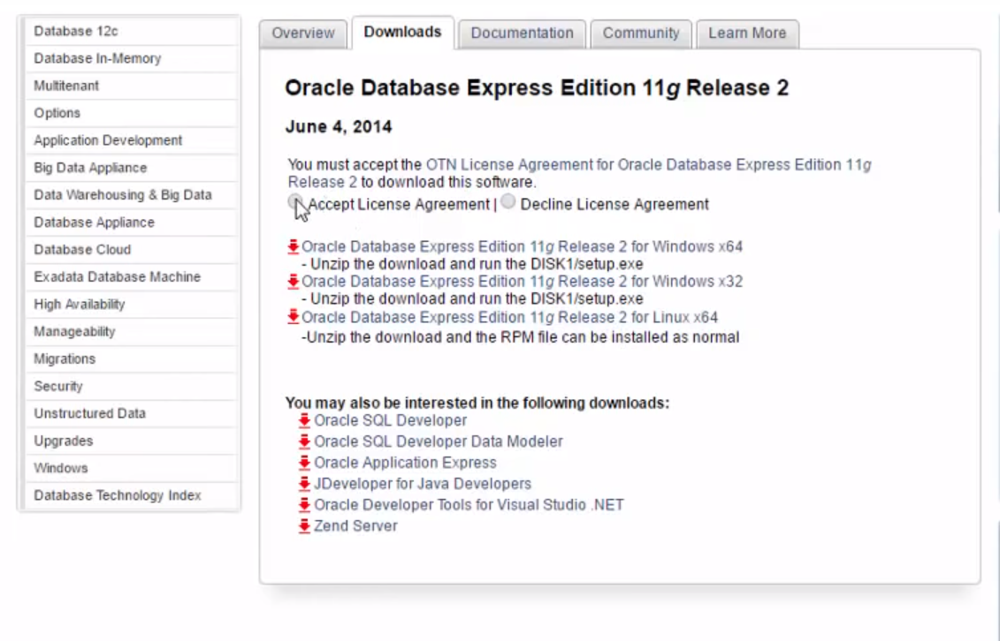 Database 12c
Database In-Memory
Multitenant
Options
Application Development
Big Data Appliance
Data Warehousing & Big Data
Database Appliance
Database Cloud
Exadata Database Machine
High Availability
Manageability
Migrations
Security
Unstructured Data
Upgrades
Windows
Database Technology Index
Overview
Downloads
Documentation
Community
Learn More
Oracle Database Express Edition 11g Release 2
June 4, 2014
You must accept the OTN License Agreement for Oracle Database Express Edition 11g
Release 2 to download this software.
Accept License Agreement | Decline License Agreement
Oracle Database Express Edition 11g Release 2 for Windows x64
- Unzip the download and run the DISK1/setup.exe
Oracle Database Express Edition 11g Release 2 for Windows x32
- Unzip the download and run the DISK1/setup.exe
Oracle Database Express Edition 11g Release 2 for Linux x64
-Unzip the download and the RPM file can be installed as normal
You may also be interested in the following downloads:
Oracle SQL Developer
Oracle SQL Developer Data Modeler
Oracle Application Express
JDeveloper for Java Developers
Oracle Developer Tools for Visual Studio .NET
Zend Server